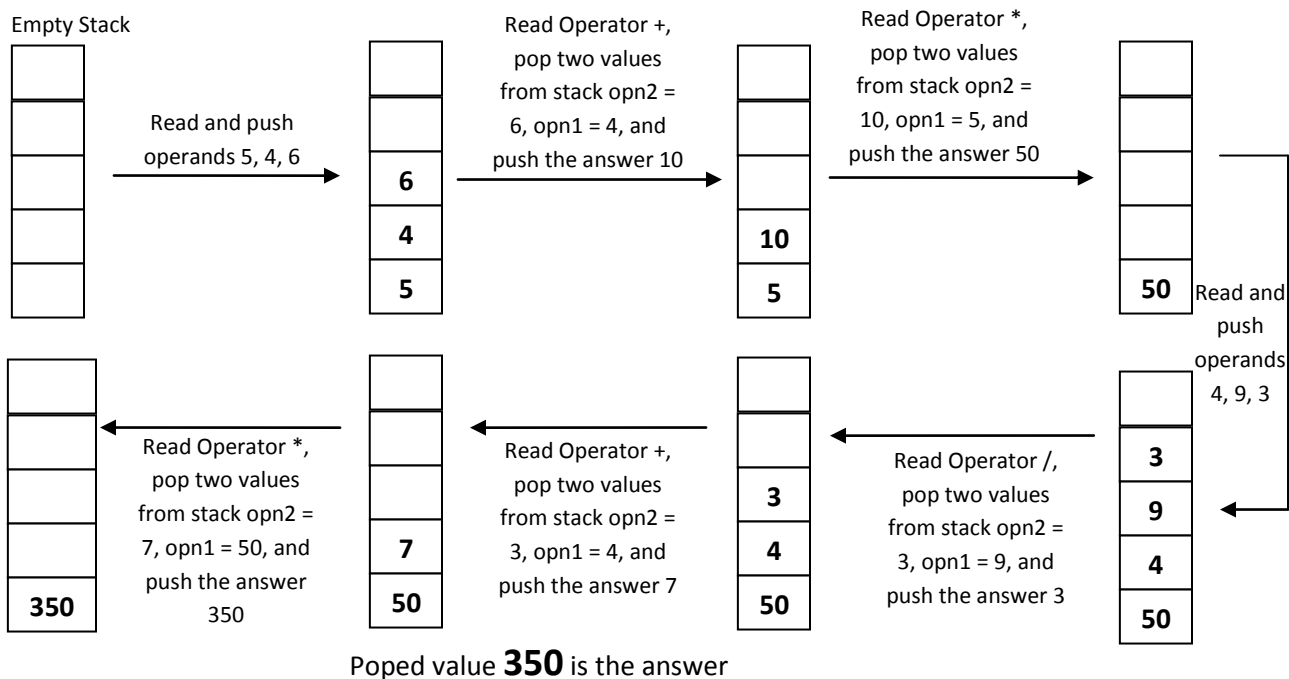 Empty Stack
Read and push
operands 5, 4, 6
6
4
5
Read Operator +,
pop two values
from stack opn2 =
6, opn1 = 4, and
push the answer 10
10
5
Read Operator *,
pop two values
from stack opn2 =
10, opn1 = 5, and
push the answer 50
50
Read and
push
operands
4, 9, 3
3
9
4
50
Read Operator /,
pop two values
from stack opn2 =
3, opn1 = 9, and
push the answer 3
3
4
50
Read Operator +,
pop two values
from stack opn2 =
3, opn1 = 4, and
push the answer 7
7
50
Read Operator *,
pop two values
from stack opn2 =
7, opn1 = 50, and
push the answer
350
350
Poped value 350 is the answer